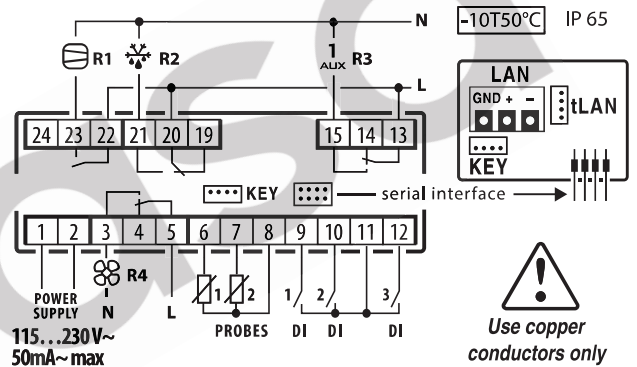 N
-10T50°C IP 65
R1 R2 1 AUX R3
L
LAN
GND + - tLAN
KEY
24 23 22 21 20 19 15 14 13
KEY serial interface
1 2 3 4 5 6 7 8 9 10 11 12
R4
1 2 1 2 3
POWER
SUPPLY N L PROBES DI DI DI
115...230 V~
50mA~ max
!
Use copper
conductors only